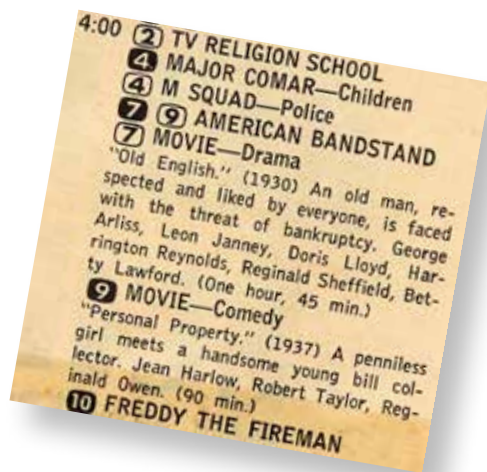 4:00 2 TV RELIGION SCHOOL
4 MAJOR COMAR—Children
4 M SQUAD—Police
7 9 AMERICAN BANDSTAND
7 MOVIE—Drama
"Old English." (1930) An old man, re-
spected and liked by everyone, is faced
with the threat of bankruptcy. George
Arliss, Leon Janney, Doris Lloyd, Har-
rington Reynolds, Reginald Sheffield, Bet-
ty Lawford. (One hour, 45 min.)
9 MOVIE—Comedy
"Personal Property." (1937) A penniless
girl meets a handsome young bill col-
lector. Jean Harlow, Robert Taylor, Reg-
inald Owen. (90 min.)
10 FREDDY THE FIREMAN